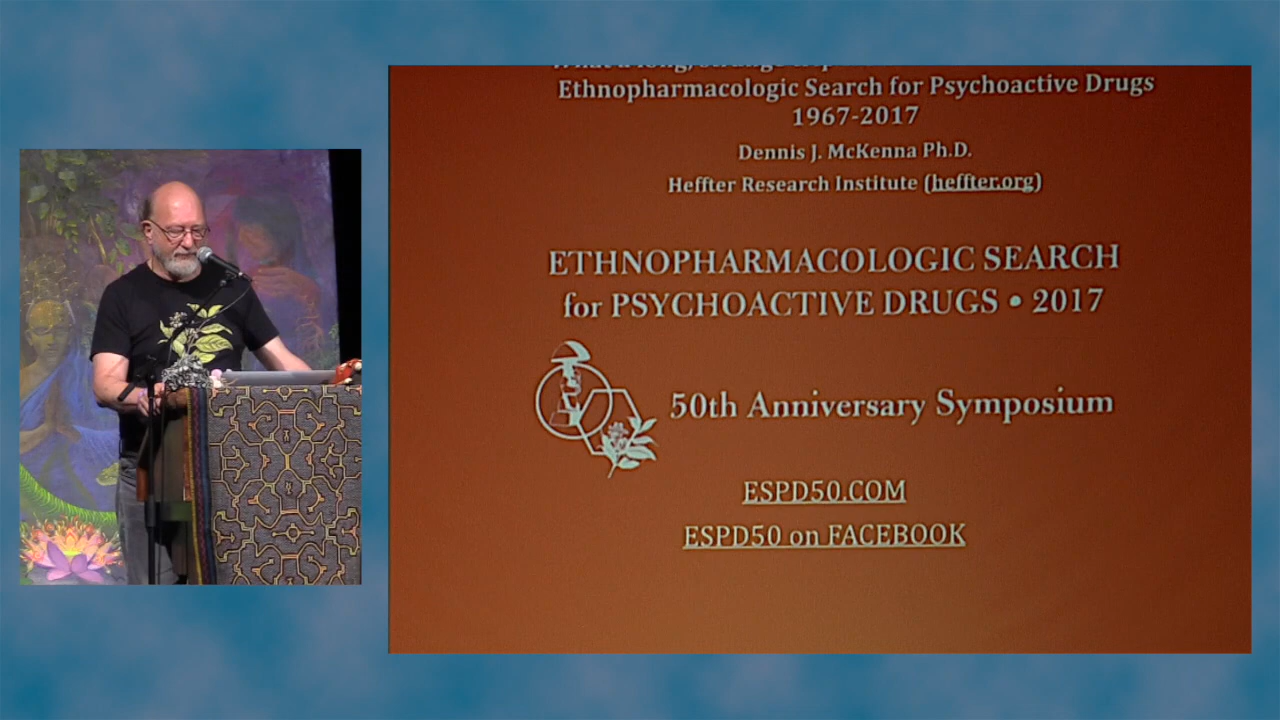 Ethnopharmacologic Search for Psychoactive Drugs
1967-2017
Dennis J. McKenna Ph.D.
Heffter Research Institute (heffter.org)
ETHNOPHARMACOLOGIC SEARCH
for PSYCHOACTIVE DRUGS • 2017
50th Anniversary Symposium
ESPD50.COM
ESPD50 on FACEBOOK